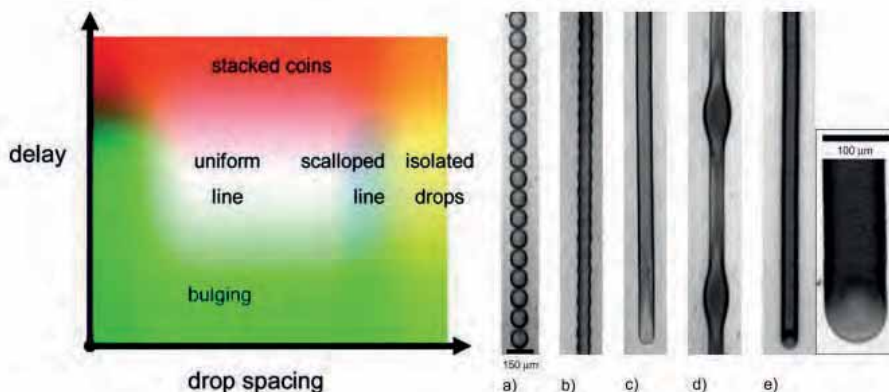 stacked coins
delay
uniform scalloped isolated
line line drops
bulging
drop spacing
150 µm
a) b) c) d) e)
100 µm